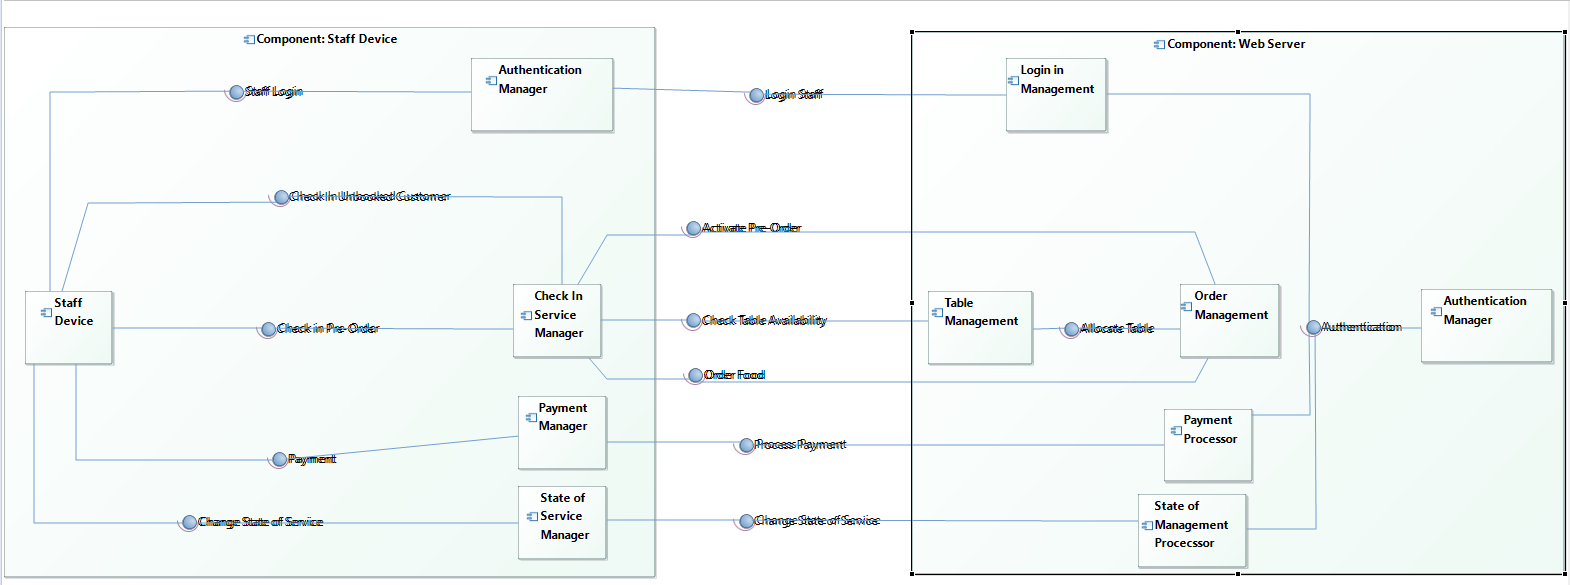 Component: Staff Device
Component: Web Server
Authentication
Manager
Login in
Management
Staff Login
Login Staff
Check In Unbooked Customer
Activate Pre-Order
Staff
Device
Check In
Service
Manager
Check in Pre-Order
Check Table Availability
Table
Management
Allocate Table
Order
Management
Authentication
Authentication
Manager
Order Food
Payment
Manager
Payment
Process Payment
Payment
Processor
State of
Service
Manager
Change State of Service
Change State of Service
State of
Management
Procecssor